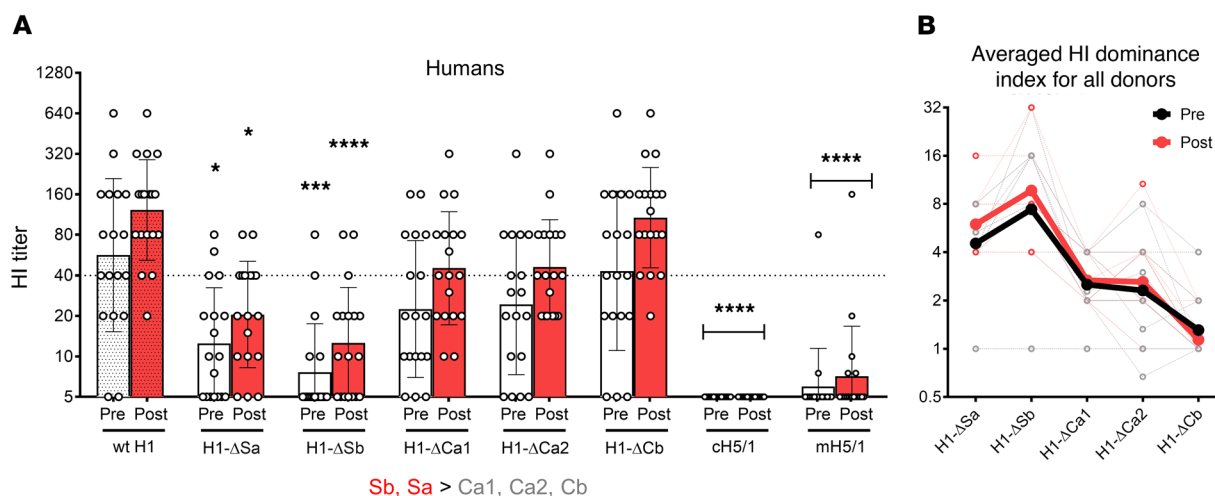 A
Humans
HI titer
1280
640
320
160
80
40
20
10
5
* * *** **** **** ****
Pre Post Pre Post Pre Post Pre Post Pre Post Pre Post Pre Post Pre Post
wt H1 H1-ΔSa H1-ΔSb H1-ΔCa1 H1-ΔCa2 H1-ΔCb cH5/1 mH5/1
Sb, Sa > Ca1, Ca2, Cb
B
Averaged HI dominance
index for all donors
32
16
8
4
2
1
0.5
Pre
Post
H1-ΔSa H1-ΔSb H1-ΔCa1 H1-ΔCa2 H1-ΔCb